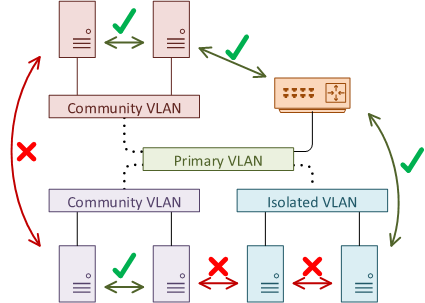 Community VLAN
Primary VLAN
Community VLAN
Isolated VLAN